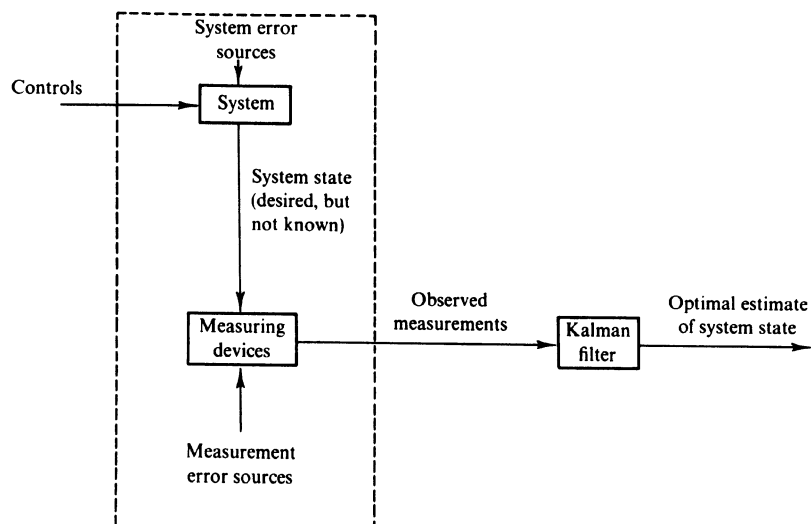 System error
sources
Controls
System
System state
(desired, but
not known)
Measuring
devices
Observed
measurements
Kalman
filter
Optimal estimate
of system state
Measurement
error sources